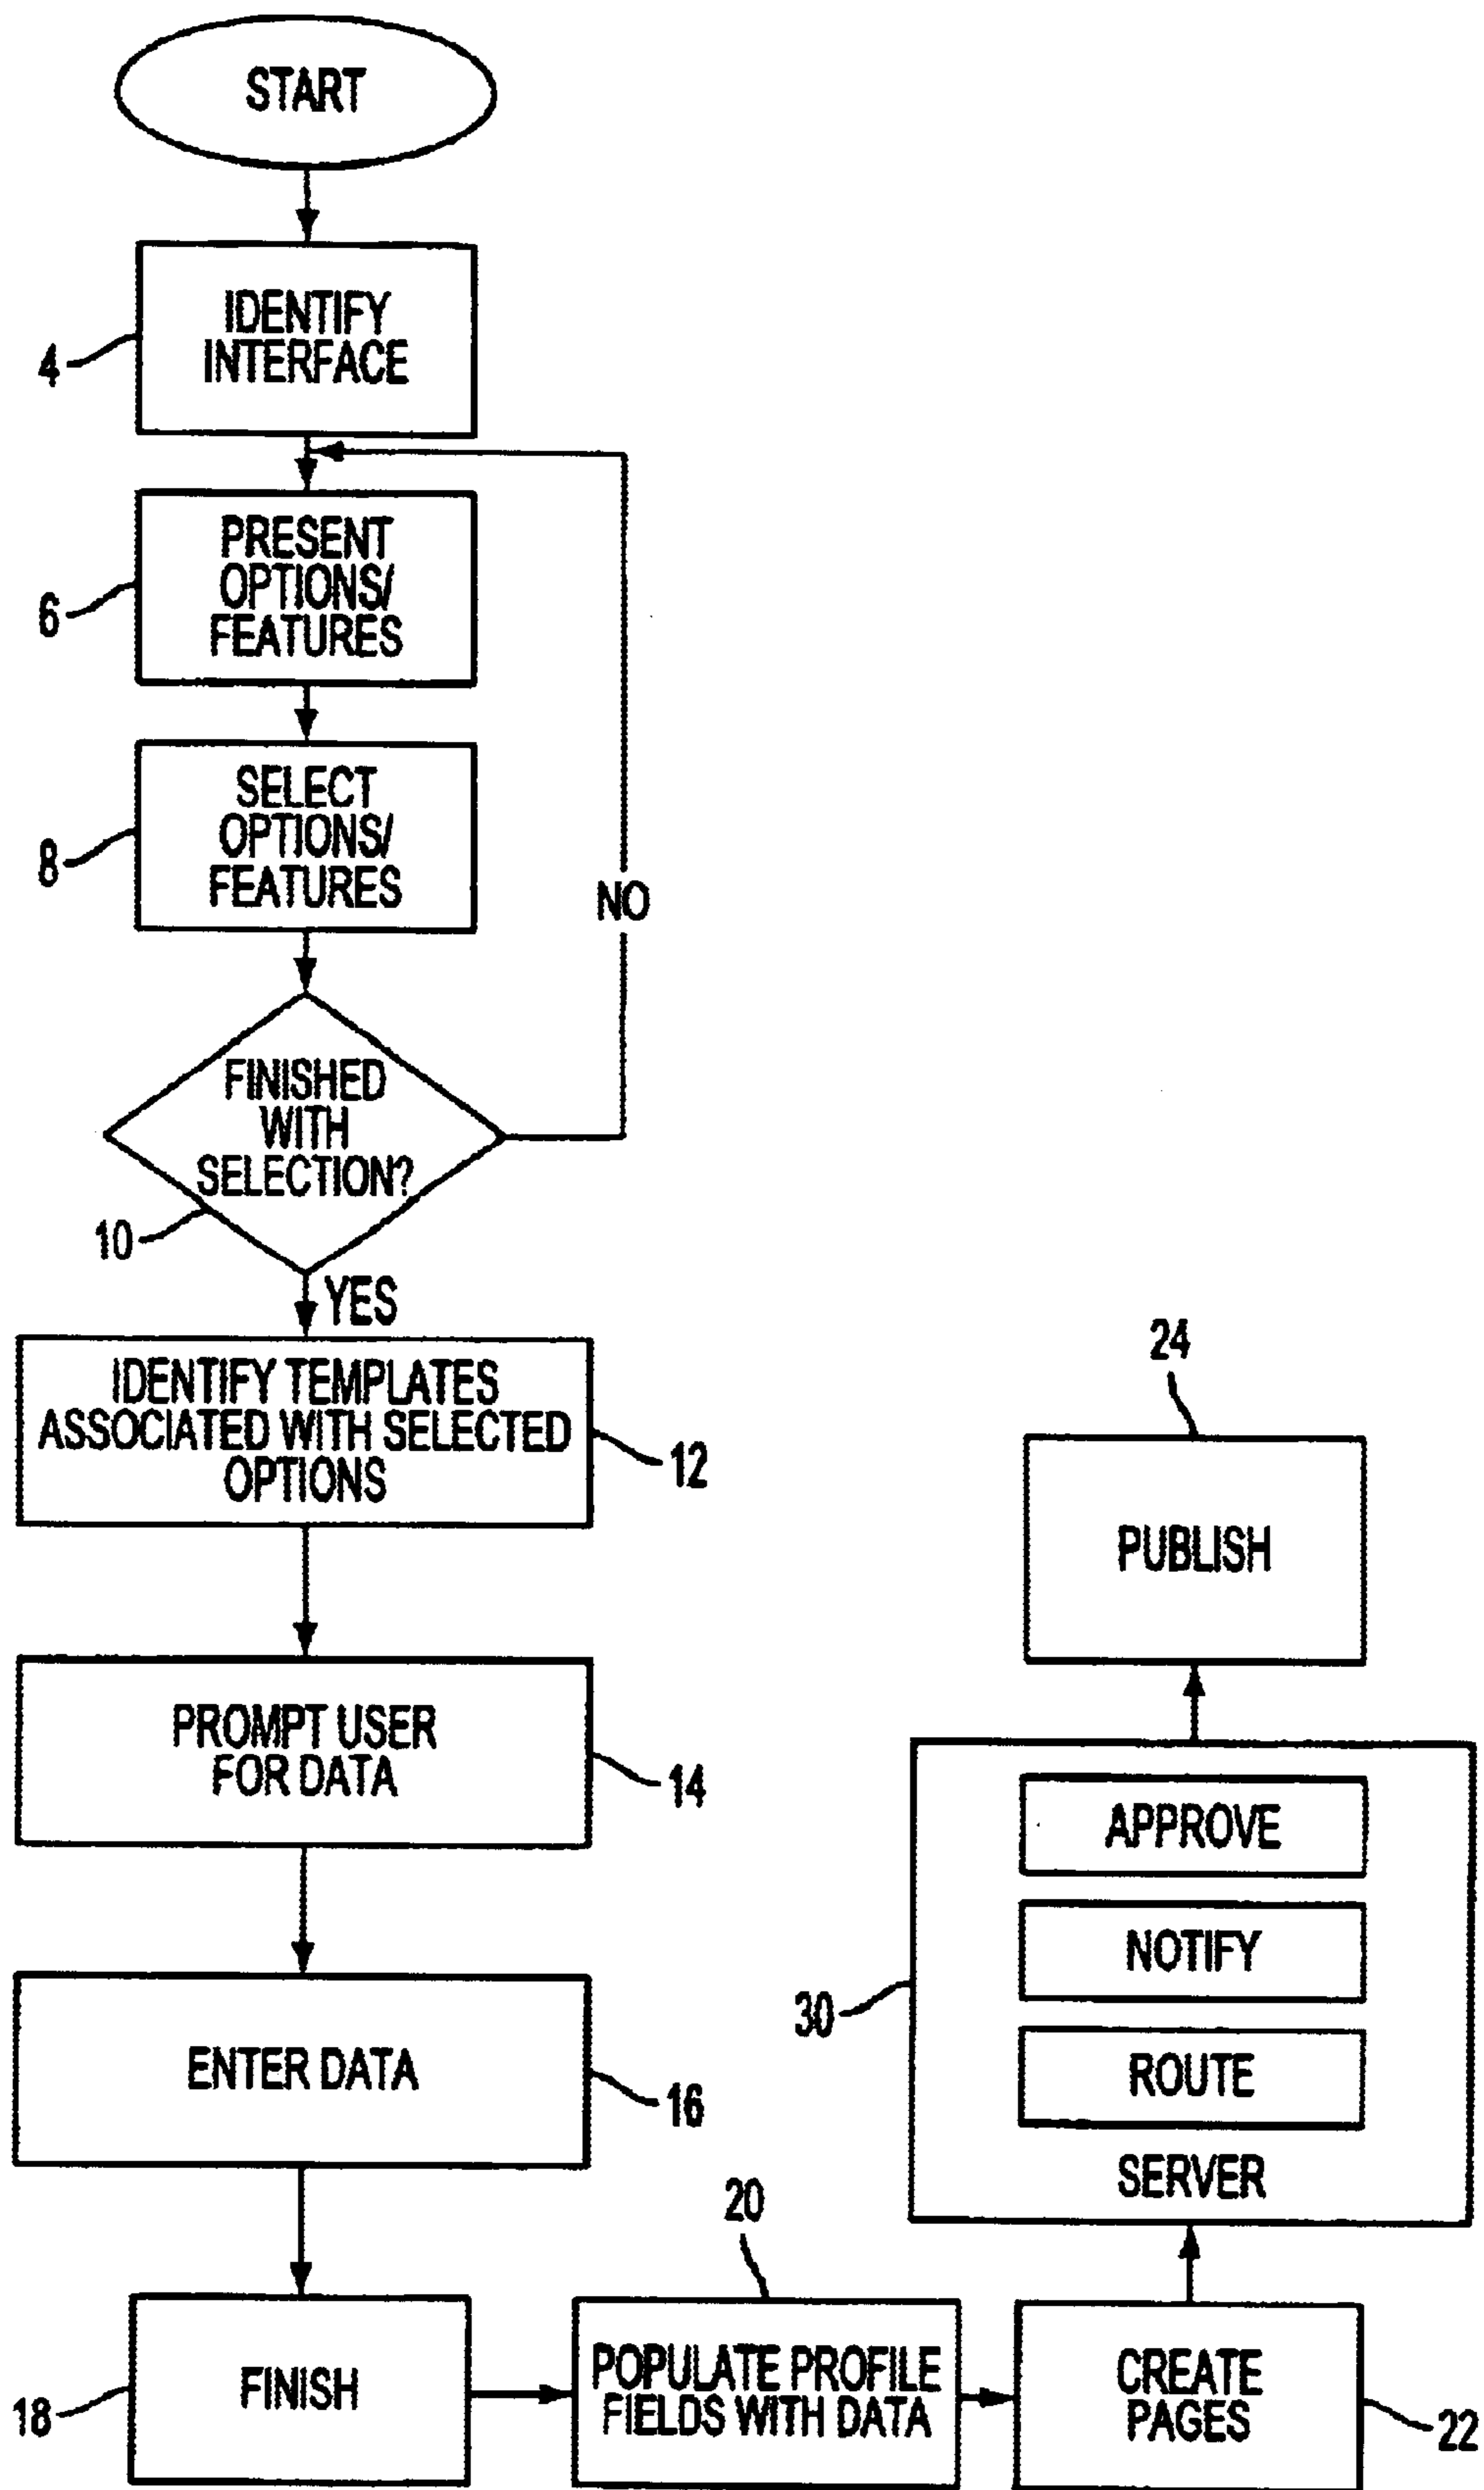 START
IDENTIFY
INTERFACE
4
PRESENT
OPTIONS/
FEATURES
6
SELECT
OPTIONS/
FEATURES
8
NO
FINISHED
WITH
SELECTION?
10
YES
IDENTIFY TEMPLATES
ASSOCIATED WITH SELECTED
OPTIONS
12
PROMPT USER
FOR DATA
14
ENTER DATA
16
FINISH
18
20
POPULATE PROFILE
FIELDS WITH DATA
CREATE
PAGES
22
24
PUBLISH
APPROVE
NOTIFY
30
ROUTE
SERVER